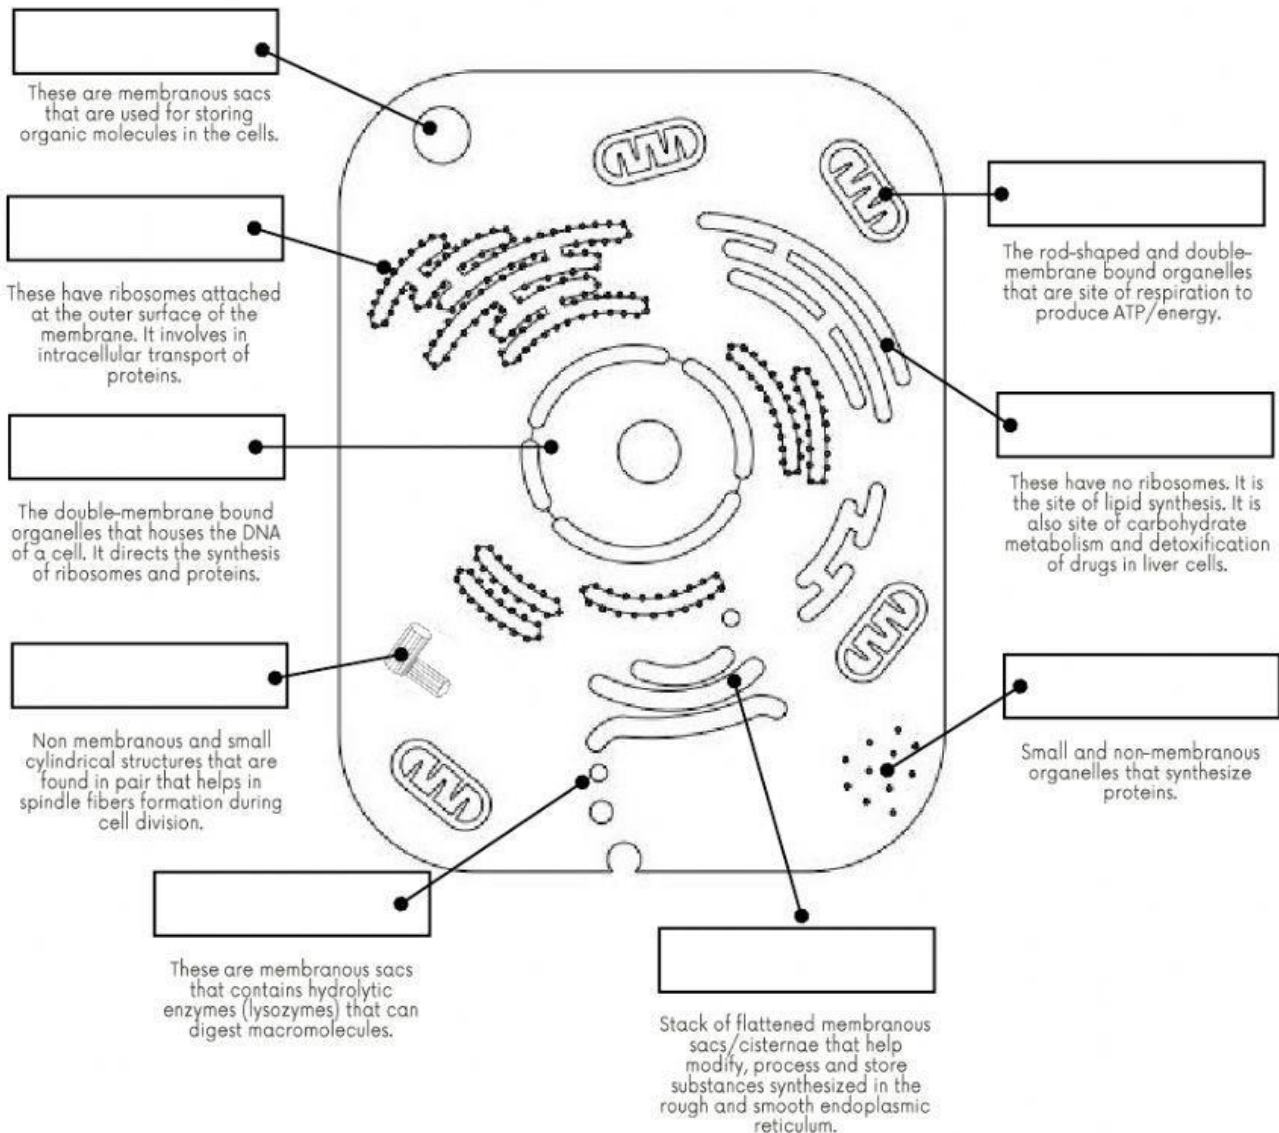 These are membranous sacs
that are used for storing
organic molecules in the cells.
These have ribosomes attached
at the outer surface of the
membrane. It involves in
intracellular transport of
proteins.
The double-membrane bound
organelles that houses the DNA
of a cell. It directs the synthesis
of ribosomes and proteins.
Non membranous and small
cylindrical structures that are
found in pair that helps in
spindle fibers formation during
cell division.
These are membranous sacs
that contains hydrolytic
enzymes (lysozymes) that can
digest macromolecules.
Stack of flattened membranous
sacs/cisternae that help
modify, process and store
substances synthesized in the
rough and smooth endoplasmic
reticulum.
The rod-shaped and double-
membrane bound organelles
that are site of respiration to
produce ATP/energy.
These have no ribosomes. It is
the site of lipid synthesis. It is
also site of carbohydrate
metabolism and detoxification
of drugs in liver cells.
Small and non-membranous
organelles that synthesize
proteins.